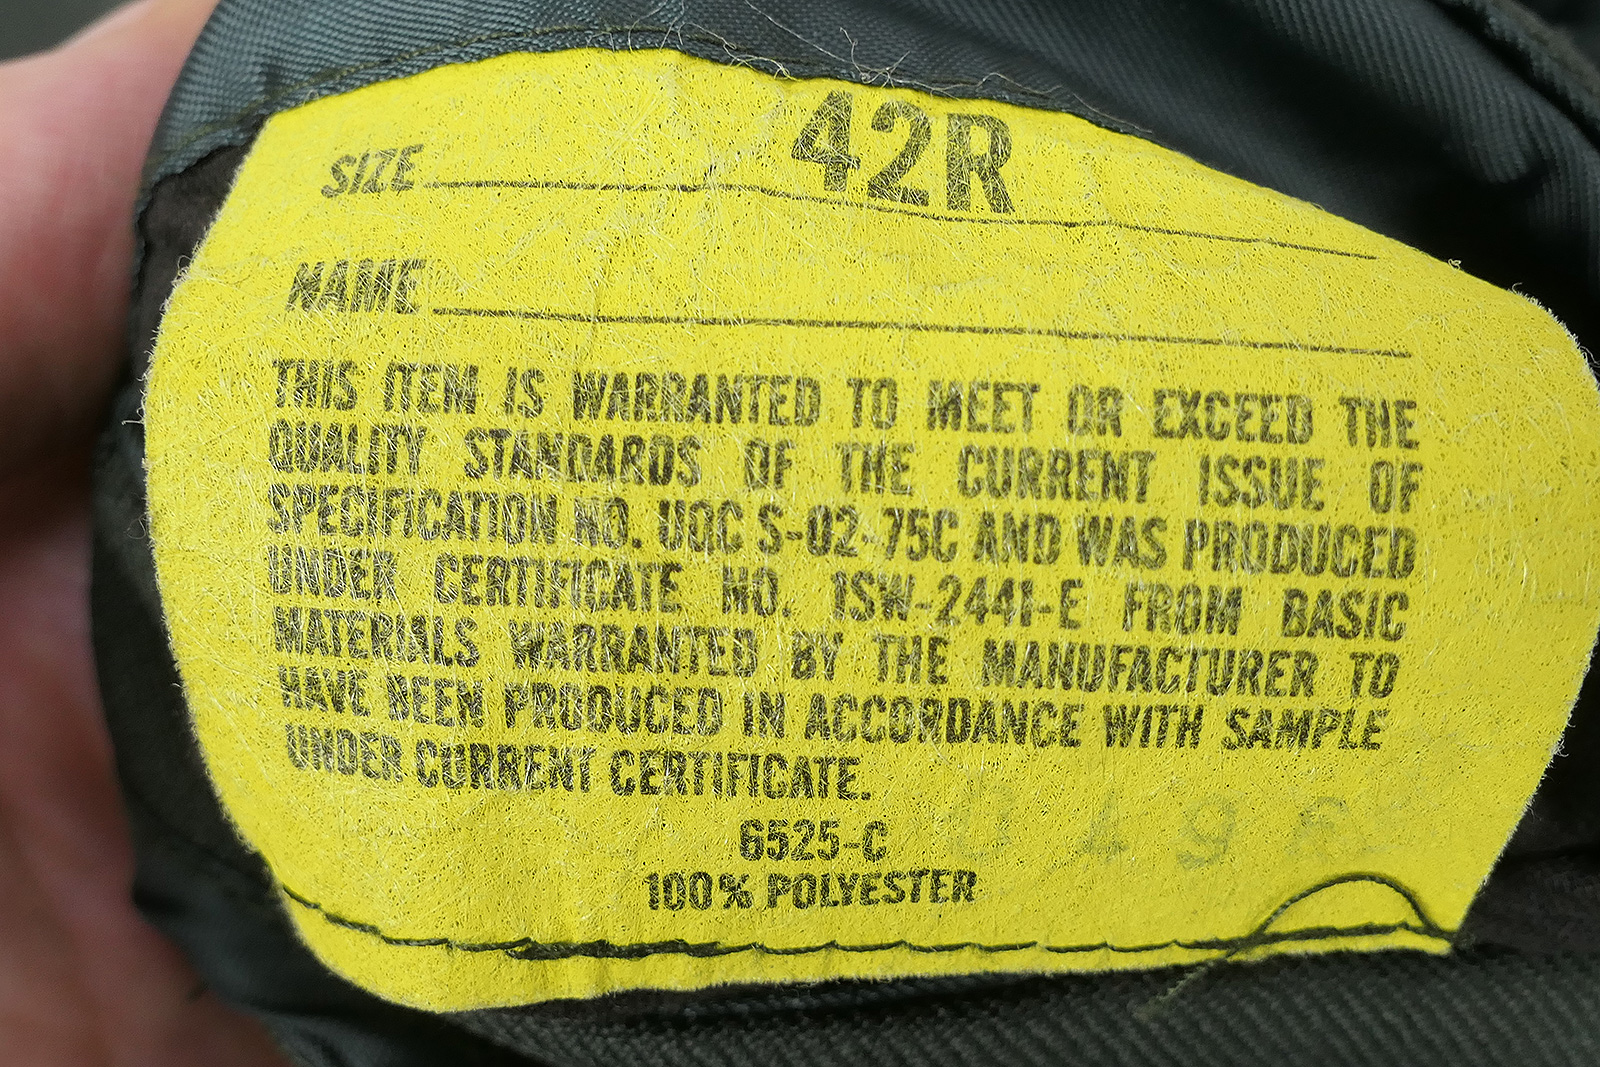 SIZE 42R
NAME
THIS ITEM IS WARRANTED TO MEET OR EXCEED THE
QUALITY STANDARDS OF THE CURRENT ISSUE OF
SPECIFICATION NO. UQC S-02-75C AND WAS PRODUCED
UNDER CERTIFICATE NO. 1SW-2441-E FROM BASIC
MATERIALS WARRANTED BY THE MANUFACTURER TO
HAVE BEEN PRODUCED IN ACCORDANCE WITH SAMPLE
UNDER CURRENT CERTIFICATE.
6525-C
100% POLYESTER